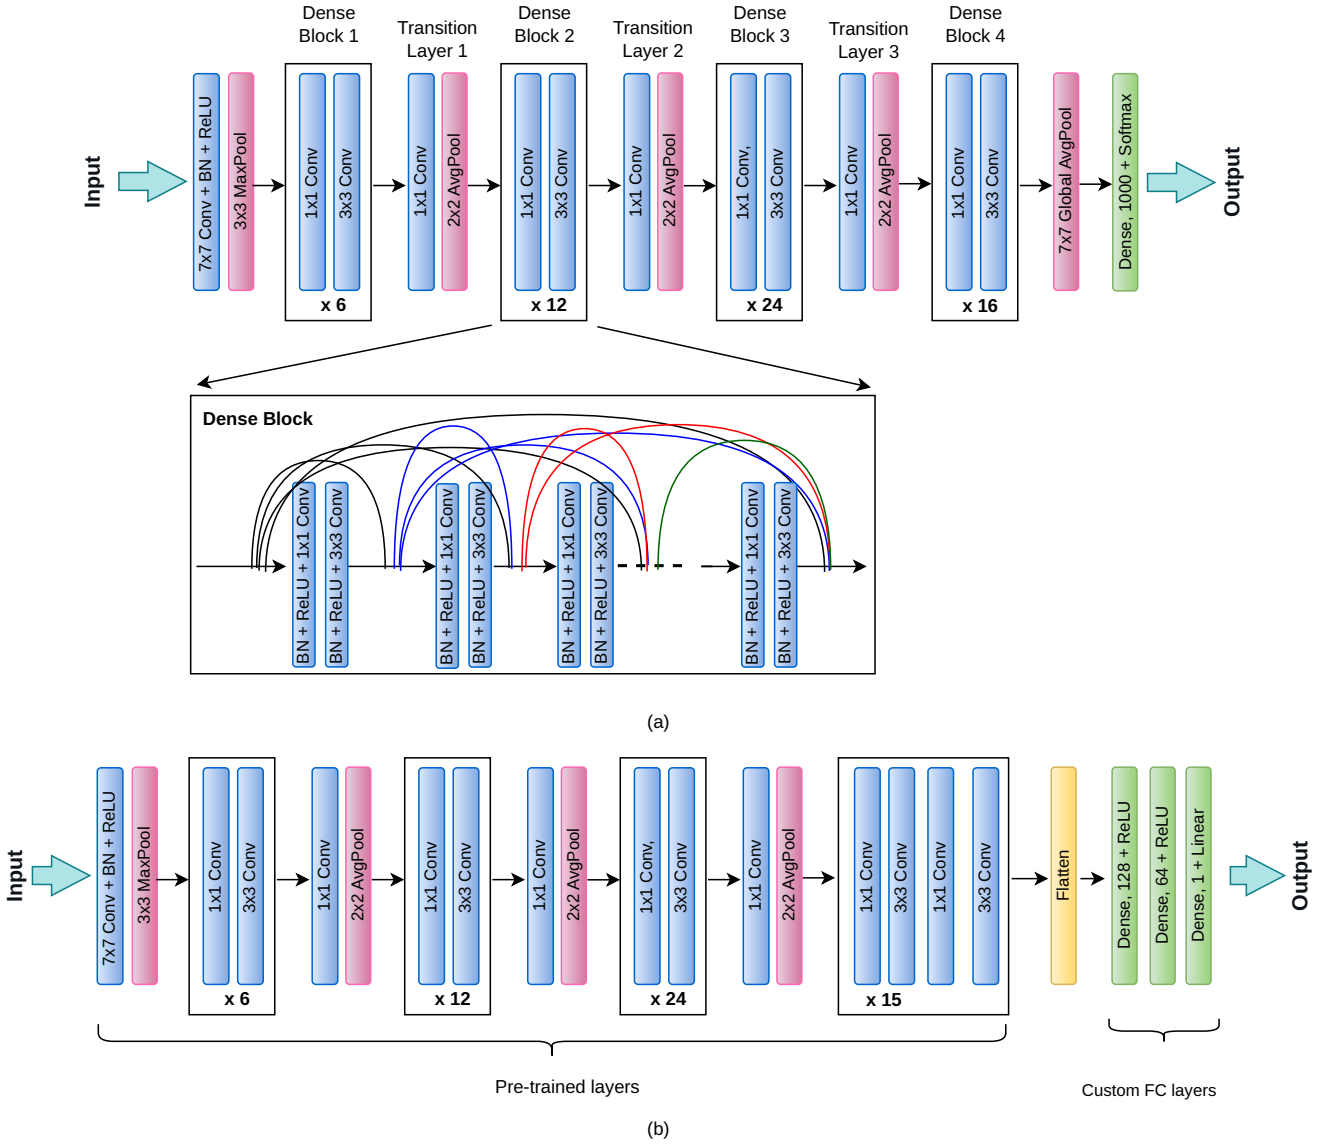 Dense
Block 1
Transition
Layer 1
Dense
Block 2
Transition
Layer 2
Dense
Block 3
Transition
Layer 3
Dense
Block 4
Input
7x7 Conv + BN + ReLU
3x3 MaxPool
1x1 Conv
3x3 Conv
x 6
1x1 Conv
2x2 AvgPool
1x1 Conv
3x3 Conv
x 12
1x1 Conv
2x2 AvgPool
1x1 Conv,
3x3 Conv
x 24
1x1 Conv
2x2 AvgPool
1x1 Conv
3x3 Conv
x 16
7x7 Global AvgPool
Dense, 1000 + Softmax
Output
Dense Block
BN + ReLU + 1x1 Conv
BN + ReLU + 3x3 Conv
BN + ReLU + 1x1 Conv
BN + ReLU + 3x3 Conv
BN + ReLU + 1x1 Conv
BN + ReLU + 3x3 Conv
BN + ReLU + 1x1 Conv
BN + ReLU + 3x3 Conv
(a)
Input
7x7 Conv + BN + ReLU
3x3 MaxPool
1x1 Conv
3x3 Conv
x 6
1x1 Conv
2x2 AvgPool
1x1 Conv
3x3 Conv
x 12
1x1 Conv
2x2 AvgPool
1x1 Conv,
3x3 Conv
x 24
1x1 Conv
2x2 AvgPool
1x1 Conv
3x3 Conv
1x1 Conv
3x3 Conv
x 15
Flatten
Dense, 128 + ReLU
Dense, 64 + ReLU
Dense, 1 + Linear
Output
Pre-trained layers
Custom FC layers
(b)